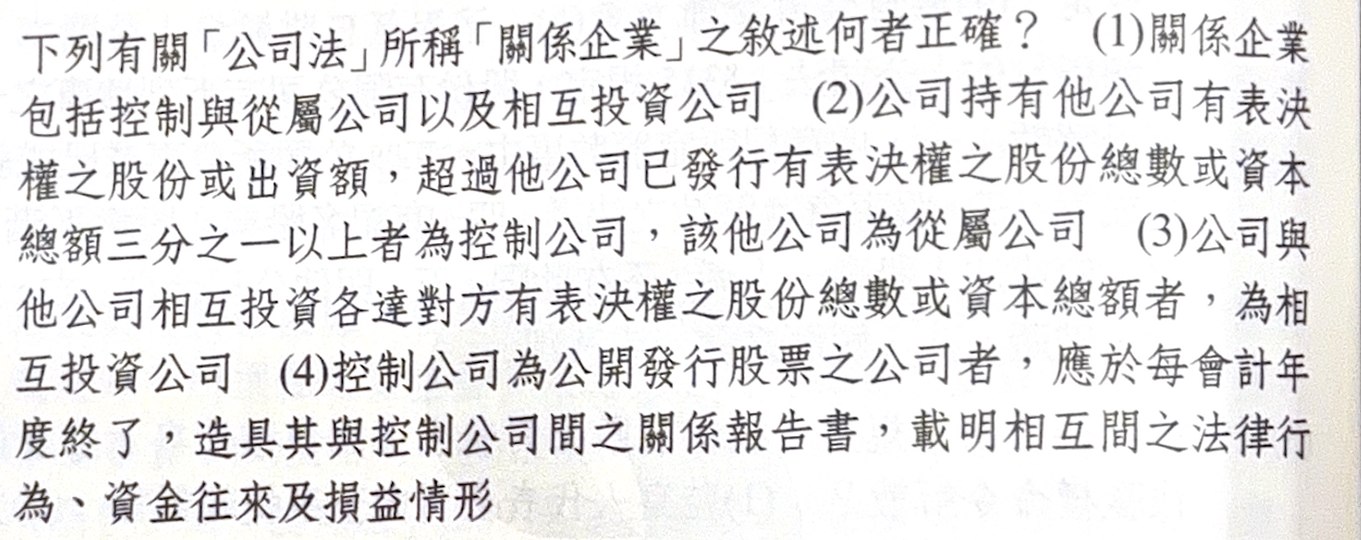 下列有關「公司法」所稱「關係企業」之敘述何者正確？　(1)關係企業
包括控制與從屬公司以及相互投資公司　(2)公司持有他公司有表決
權之股份或出資額，超過他公司已發行有表決權之股份總數或資本
總額三分之一以上者為控制公司，該他公司為從屬公司　(3)公司與
他公司相互投資各達對方有表決權之股份總數或資本總額者，為相
互投資公司　(4)控制公司為公開發行股票之公司者，應於每會計年
度終了，造具其與控制公司間之關係報告書，載明相互間之法律行
為、資金往來及損益情形